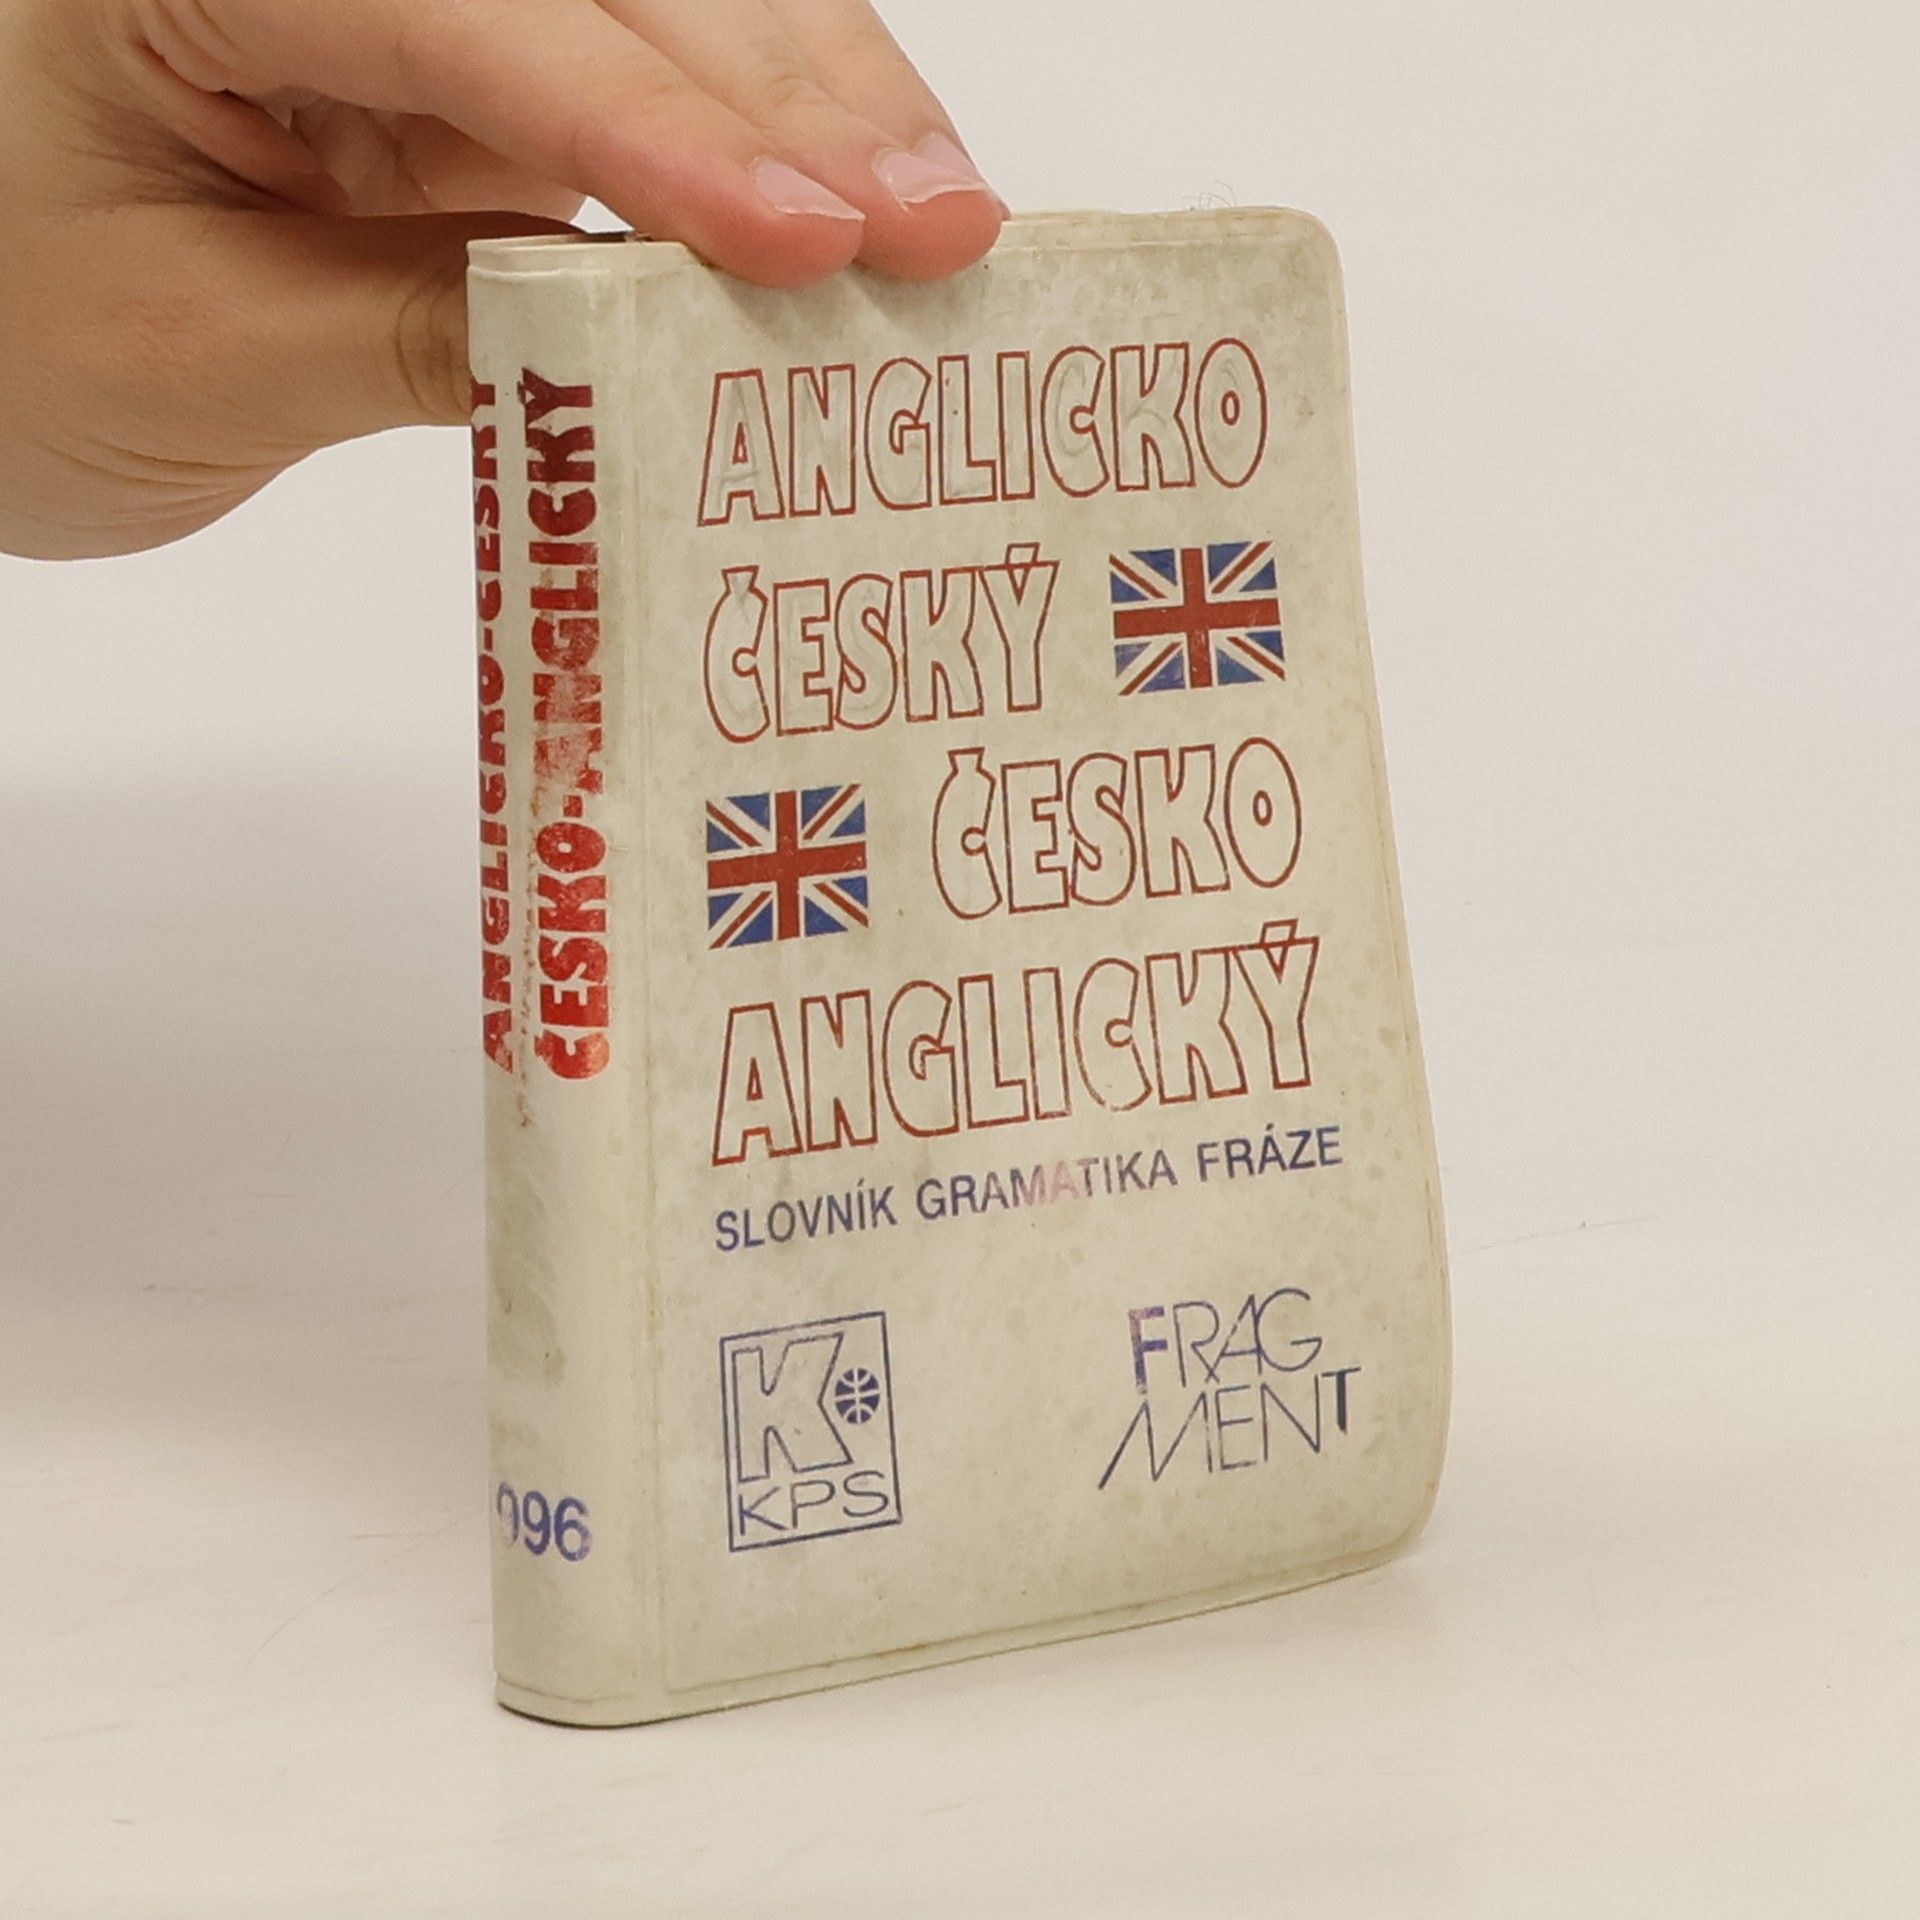 ANGLICKO-ČESKÝ
ČESKO-ANGLICKÝ
ANGLICKO
ČESKÝ
ČESKO
ANGLICKÝ
SLOVNÍK GRAMATIKA FRÁZE
K
KPS
FRAG
MENT